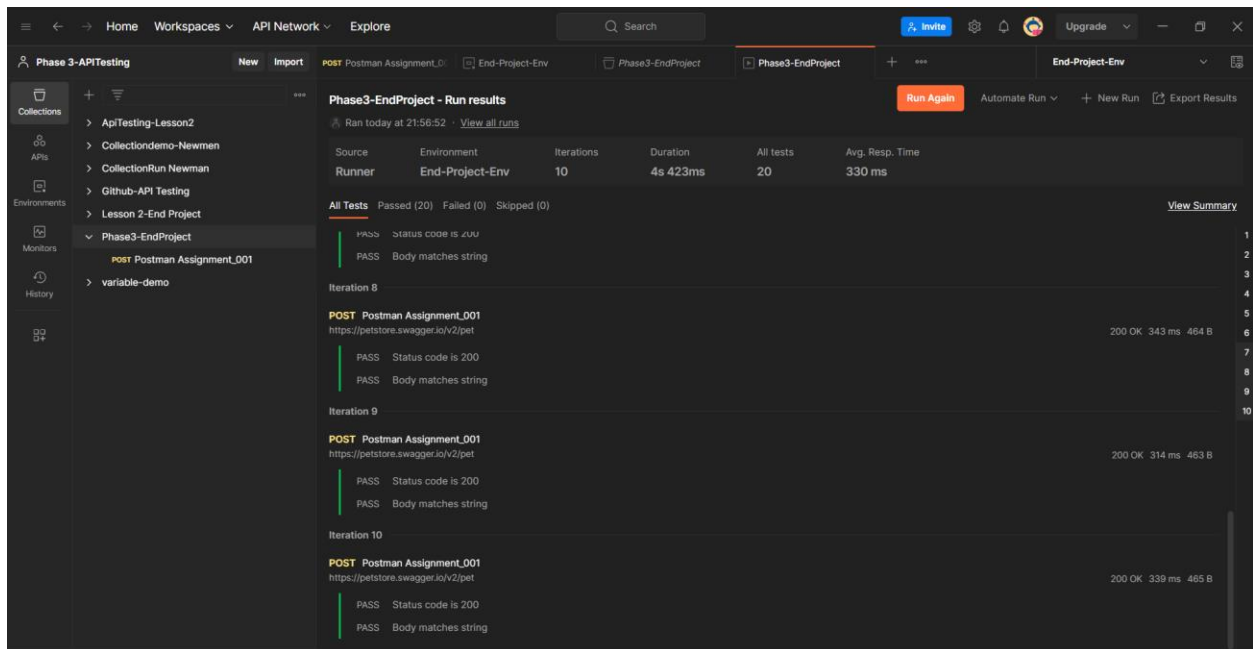 Home Workspaces API Network Explore Search Invite Upgrade
Phase 3-APITesting New Import POST Postman Assignment_0 End-Project-Env Phase3-EndProject Phase3-EndProject End-Project-Env
Collections
APIs
Environments
Monitors
History
ApiTesting-Lesson2
Collectiondemo-Newmen
CollectionRun Newman
Github-API Testing
Lesson 2-End Project
Phase3-EndProject
POST Postman Assignment_001
variable-demo
Phase3-EndProject - Run results Run Again Automate Run + New Run Export Results
Ran today at 21:56:52 · View all runs
Source Environment Iterations Duration All tests Avg. Resp. Time
Runner End-Project-Env 10 4s 423ms 20 330 ms
All Tests Passed (20) Failed (0) Skipped (0) View Summary
PASS Status code is 200
PASS Body matches string
Iteration 8
POST Postman Assignment_001
https://petstore.swagger.io/v2/pet 200 OK 343 ms 464 B
PASS Status code is 200
PASS Body matches string
Iteration 9
POST Postman Assignment_001
https://petstore.swagger.io/v2/pet 200 OK 314 ms 463 B
PASS Status code is 200
PASS Body matches string
Iteration 10
POST Postman Assignment_001
https://petstore.swagger.io/v2/pet 200 OK 339 ms 465 B
PASS Status code is 200
PASS Body matches string
1
2
3
4
5
6
7
8
9
10